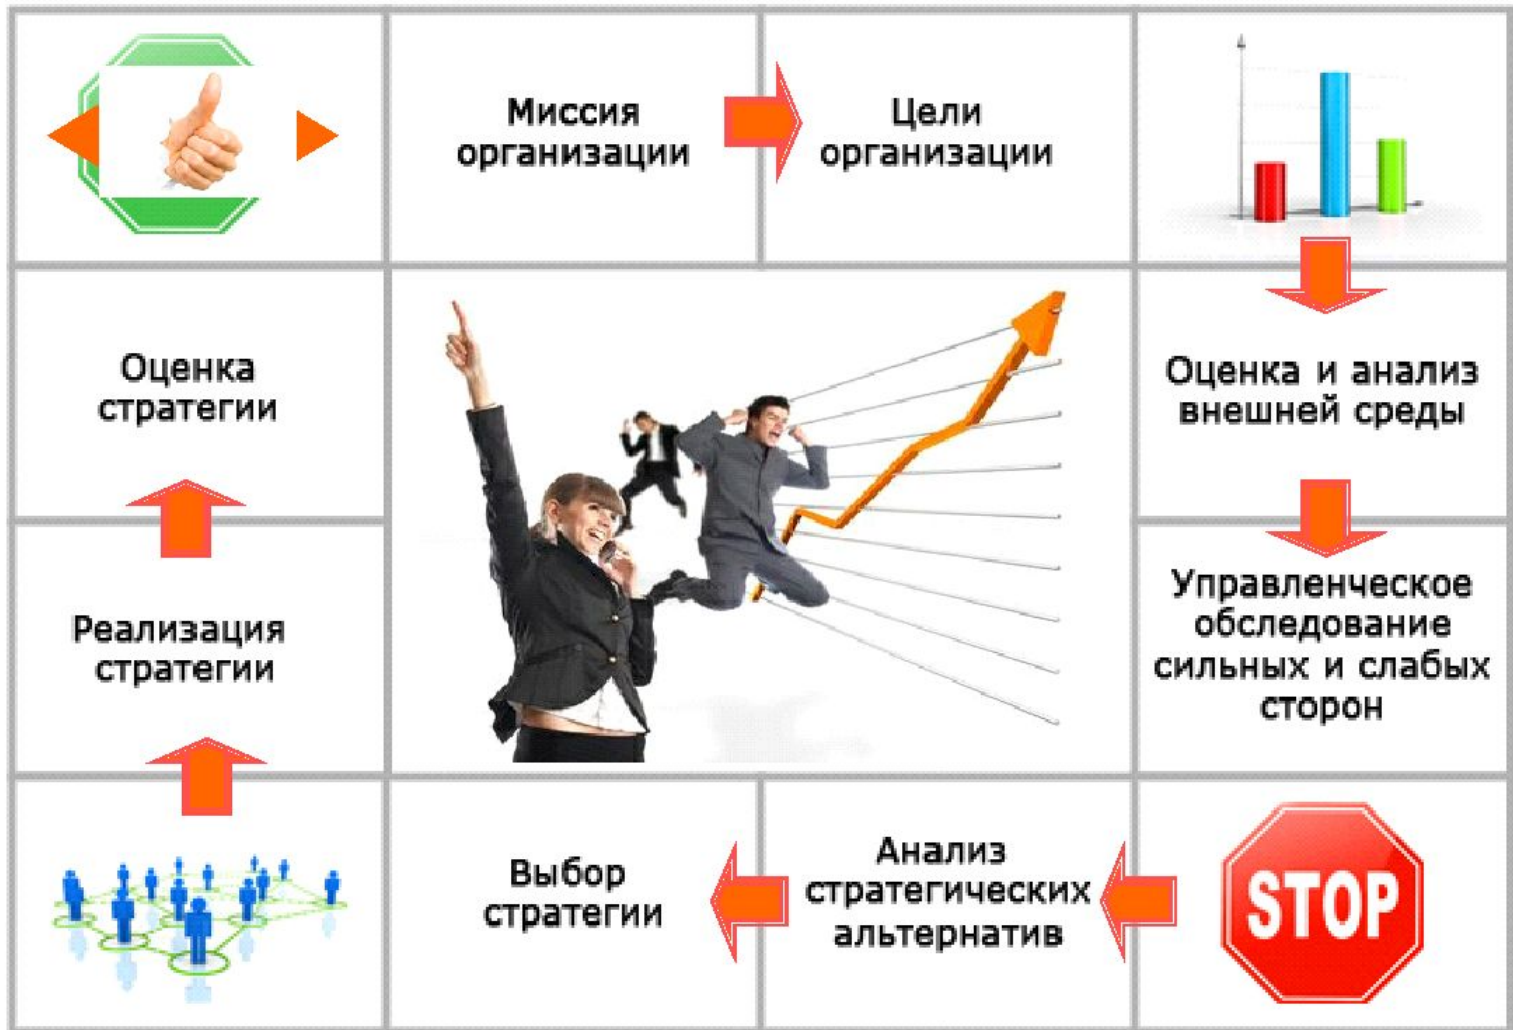 Миссия
организации
Цели
организации
Оценка
стратегии
Оценка и анализ
внешней среды
Реализация
стратегии
Управленческое
обследование
сильных и слабых
сторон
Выбор
стратегии
Анализ
стратегических
альтернатив
STOP